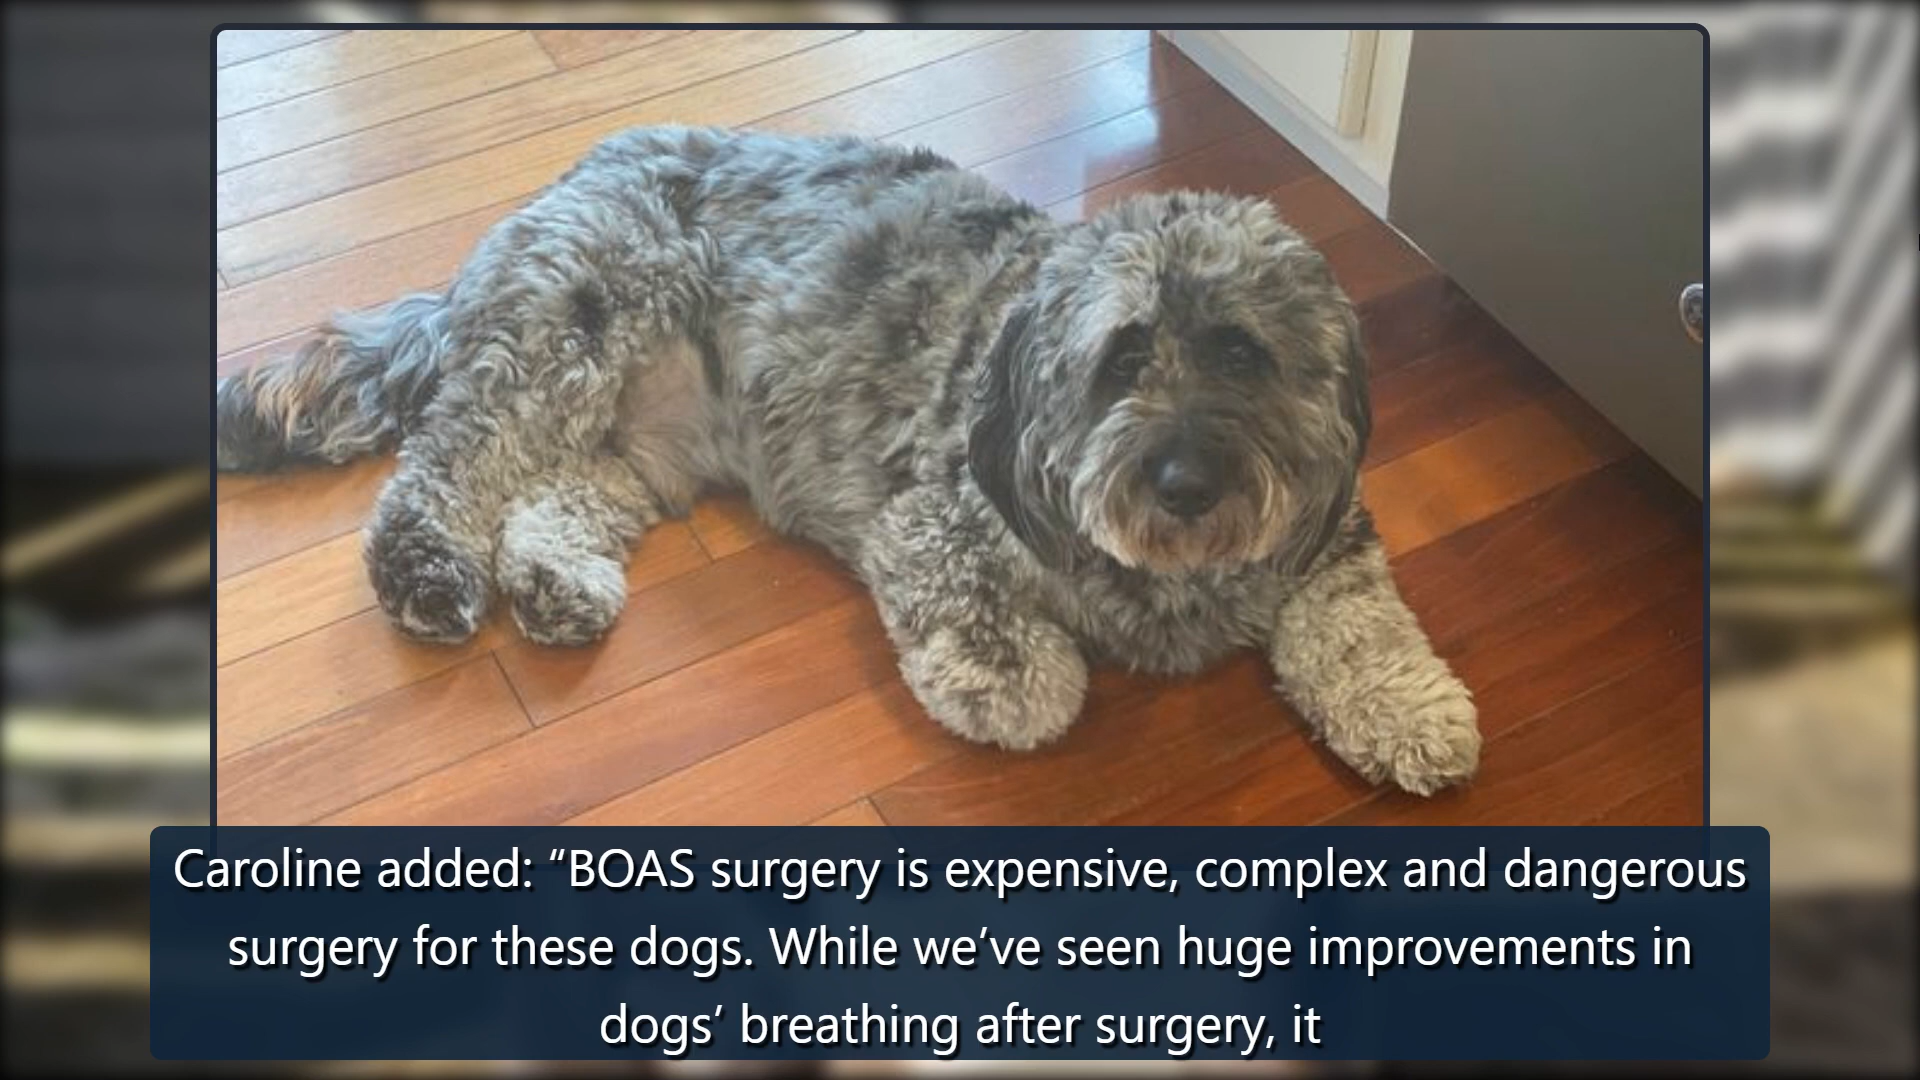 Caroline added: “BOAS surgery is expensive, complex and dangerous
surgery for these dogs. While we’ve seen huge improvements in
dogs’ breathing after surgery, it